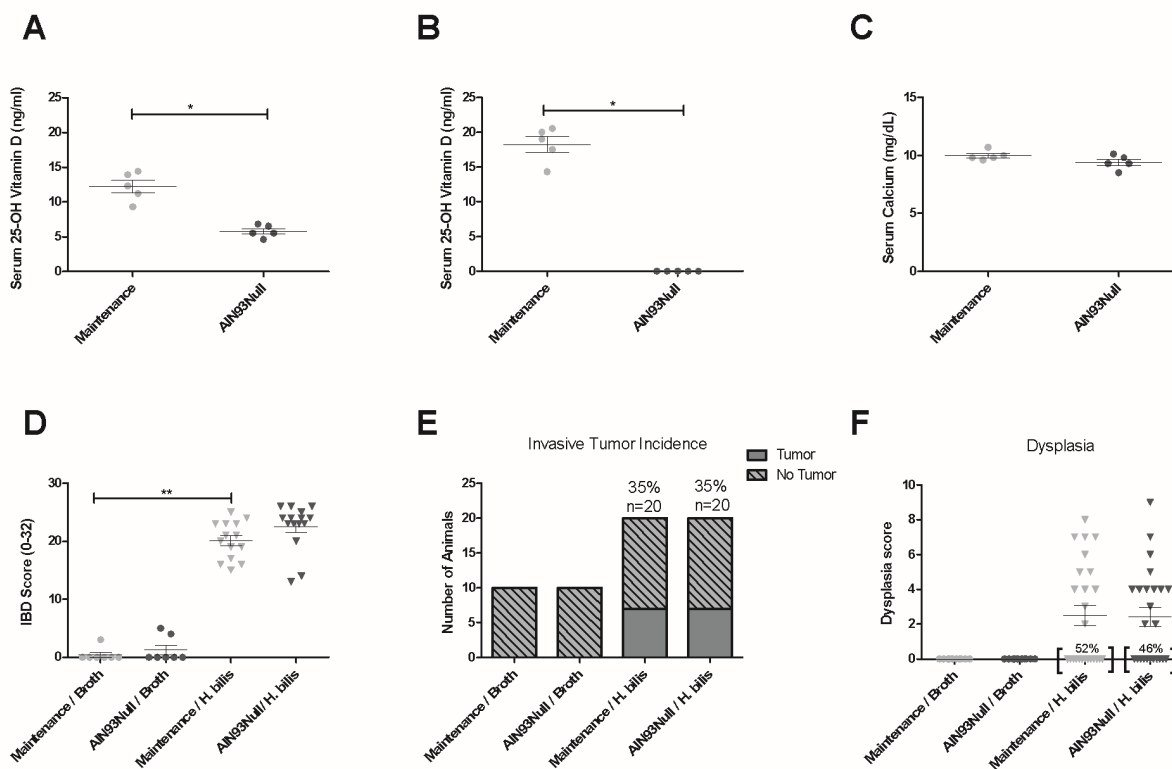 A
Serum 25-OH Vitamin D (ng/ml)
25
20
15
10
5
0
*
Maintenance
AIN93Null
B
Serum 25-OH Vitamin D (ng/ml)
25
20
15
10
5
0
*
Maintenance
AIN93Null
C
Serum Calcium (mg/dL)
15
10
5
0
Maintenance
AIN93Null
D
IBD Score (0-32)
30
20
10
0
**
Maintenance / Broth
AIN93Null / Broth
Maintenance / H. bilis
AIN93Null/ H. bilis
E
Invasive Tumor Incidence
Tumor
No Tumor
Number of Animals
25
20
15
10
5
0
35%
n=20
35%
n=20
Maintenance / Broth
AIN93Null / Broth
Maintenance / H. bilis
AIN93Null / H. bilis
F
Dysplasia
Dysplasia score
10
8
6
4
2
0
52%
46%
Maintenance / Broth
AIN93Null / Broth
Maintenance / H. bilis
AIN93Null / H. bilis